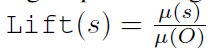 Lift(s) = μ(s) / μ(O)